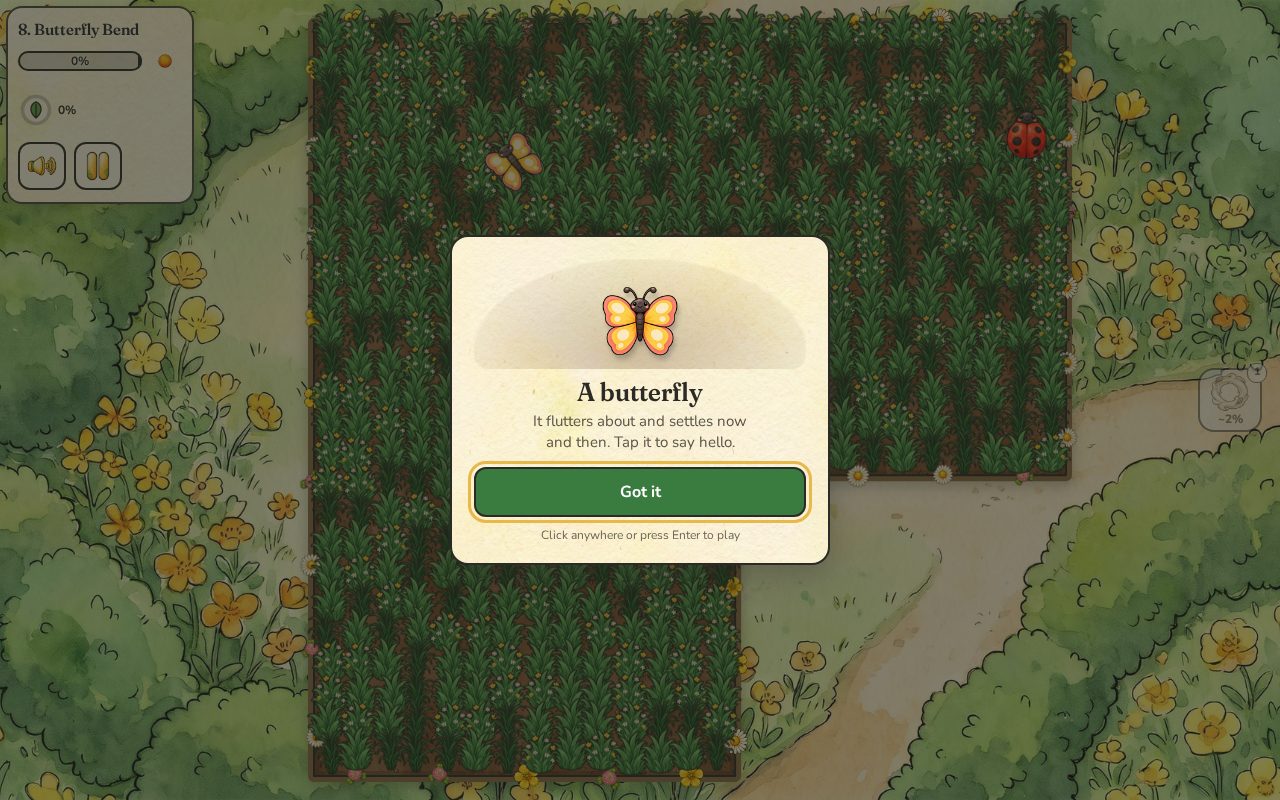 8. Butterfly Bend
0%
0%
A butterfly
It flutters about and settles now
and then. Tap it to say hello.
Got it
Click anywhere or press Enter to play
~2%